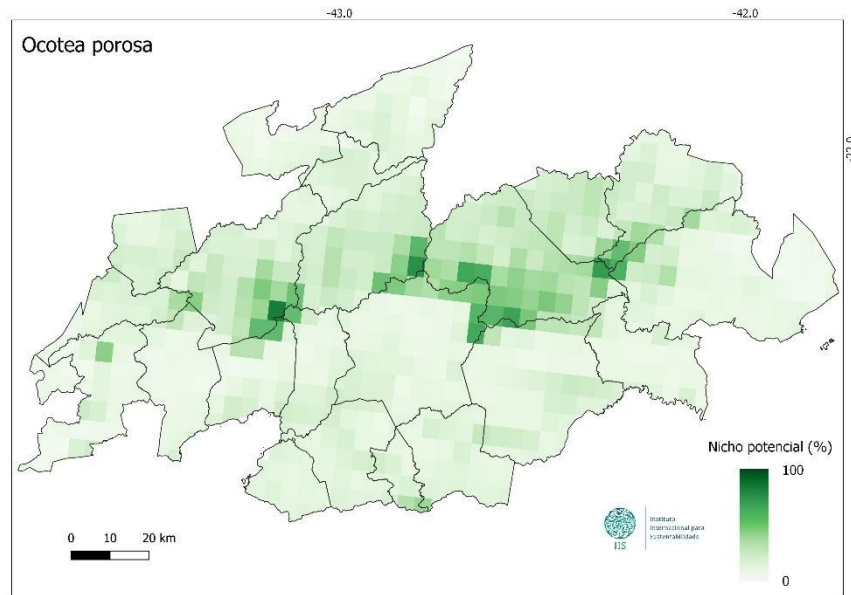 -43.0
-42.0
Ocotea porosa
Nicho potencial (%)
100
0
0 10 20 km
IIS
Instituto
Internacional para
Sustentabilidade